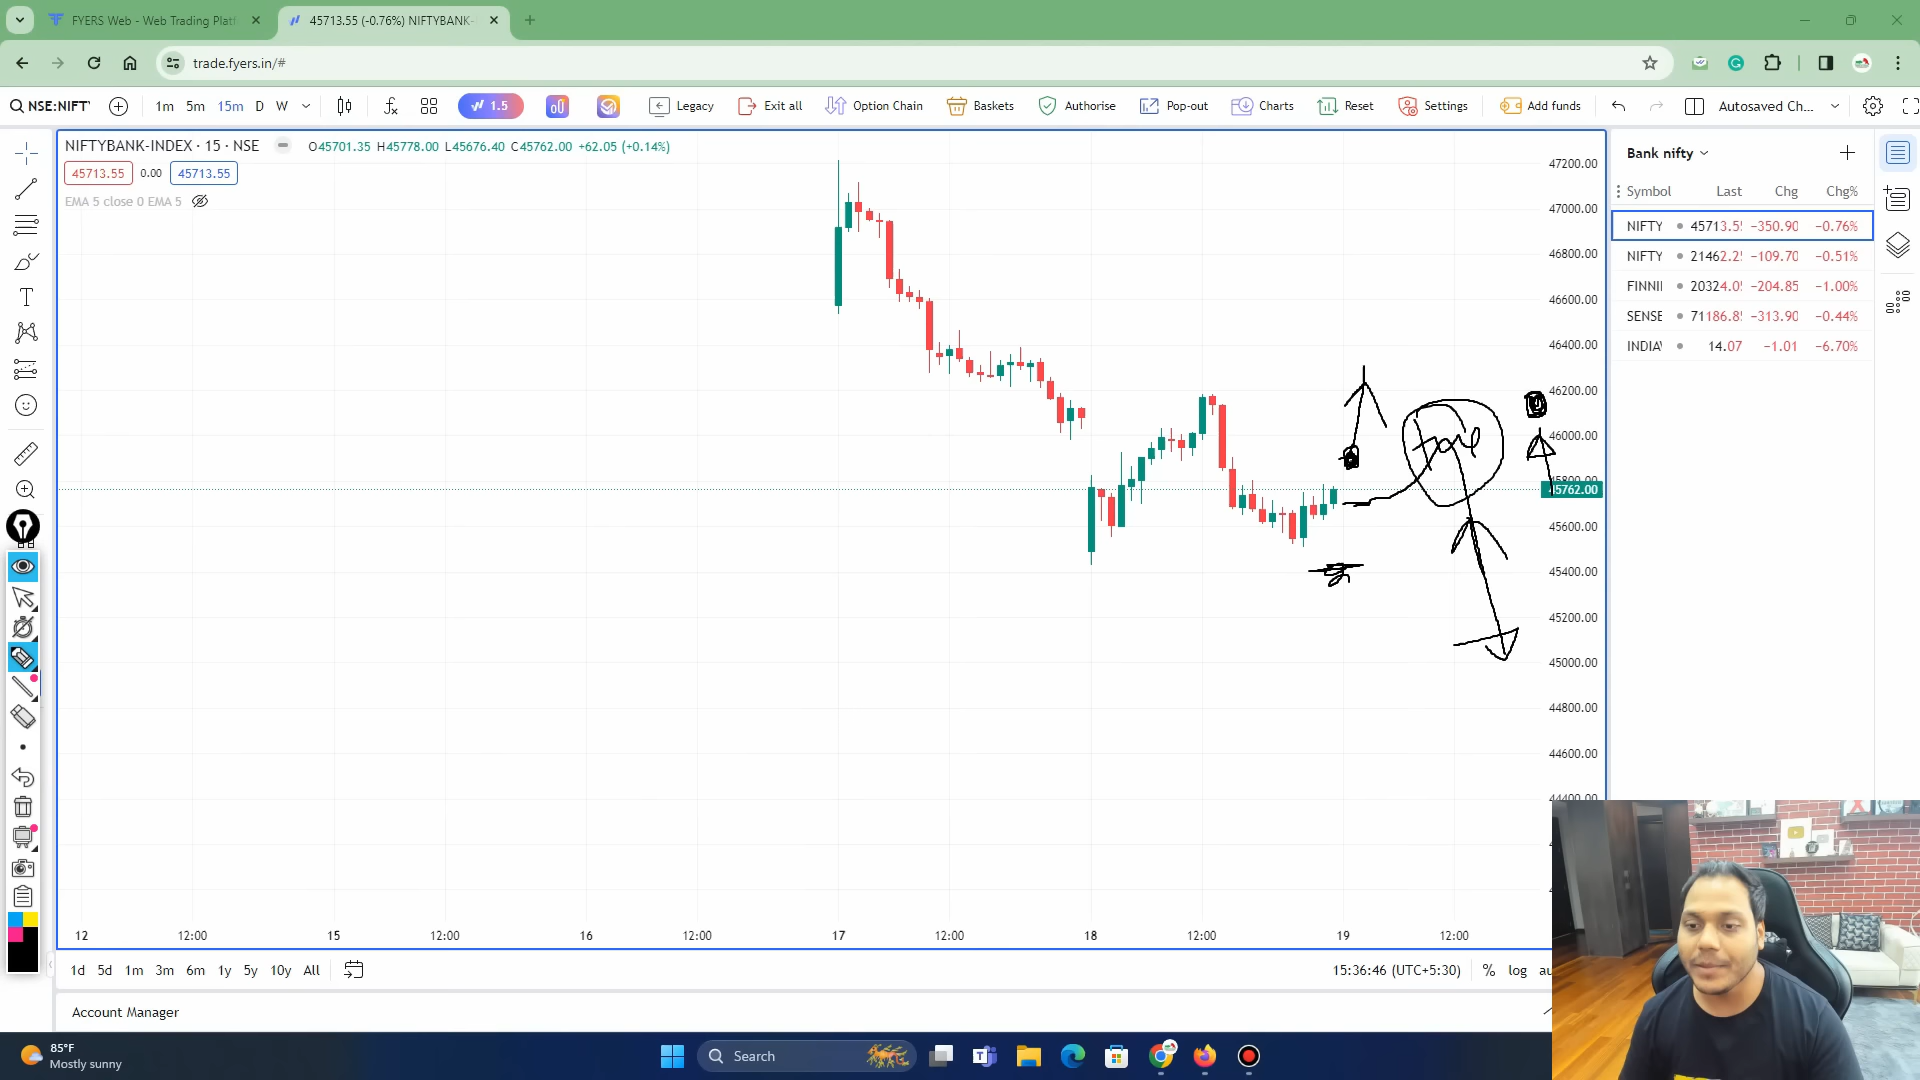 FYERS Web - Web Trading Platf
45713.55 (-0.76%) NIFTYBANK-
trade.fyers.in/#
NSE:NIFT
1m 5m 15m D W 1.5 Legacy Exit all Option Chain Baskets Authorise Pop-out Charts Reset Settings Add funds Autosaved Ch...
NIFTYBANK-INDEX · 15 · NSE O45701.35 H45778.00 L45676.40 C45762.00 +62.05 (+0.14%)
45713.55 0.00 45713.55
EMA 5 close 0 EMA 5
47200.00
47000.00
46800.00
46600.00
46400.00
46200.00
46000.00
45800.00
45762.00
45600.00
45400.00
45200.00
45000.00
44800.00
44600.00
44400.00
12 12:00 15 12:00 16 12:00 17 12:00 18 12:00 19 12:00
1d 5d 1m 3m 6m 1y 5y 10y All
15:36:46 (UTC+5:30) % log au
Account Manager
Bank nifty
Symbol Last Chg Chg%
NIFTY 45713.5 -350.90 -0.76%
NIFTY 21462.2 -109.70 -0.51%
FINNI 20324.0 -204.85 -1.00%
SENSE 71186.8 -313.90 -0.44%
INDIA 14.07 -1.01 -6.70%
85°F
Mostly sunny
Search